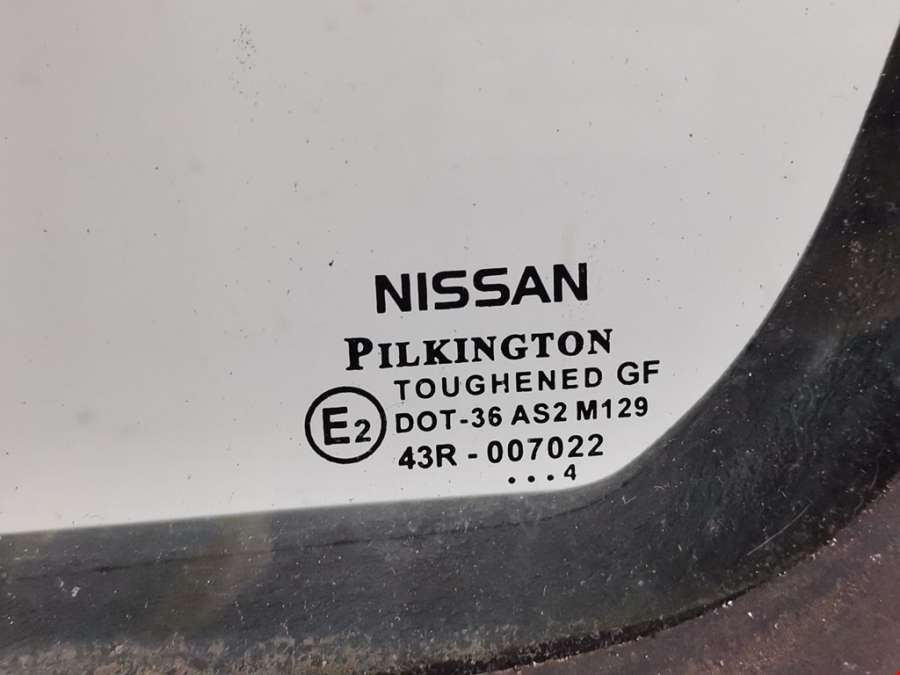 NISSAN
PILKINGTON
TOUGHENED GF
E2 DOT-36 AS2 M129
43R - 007022
...4